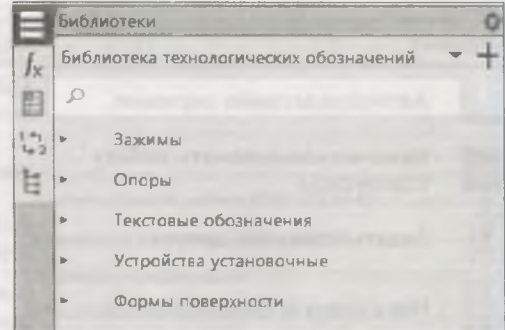 Библиотеки
Библиотека технологических обозначений
Зажимы
Опоры
Текстовые обозначения
Устройства установочные
Формы поверхности